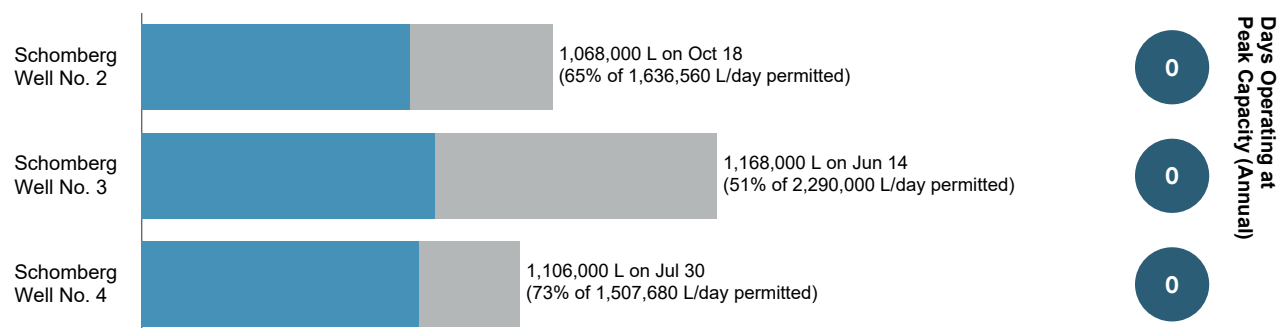 Schomberg
Well No. 2
1,068,000 L on Oct 18
(65% of 1,636,560 L/day permitted)
0
Schomberg
Well No. 3
1,168,000 L on Jun 14
(51% of 2,290,000 L/day permitted)
0
Schomberg
Well No. 4
1,106,000 L on Jul 30
(73% of 1,507,680 L/day permitted)
0
Days Operating at
Peak Capacity (Annual)